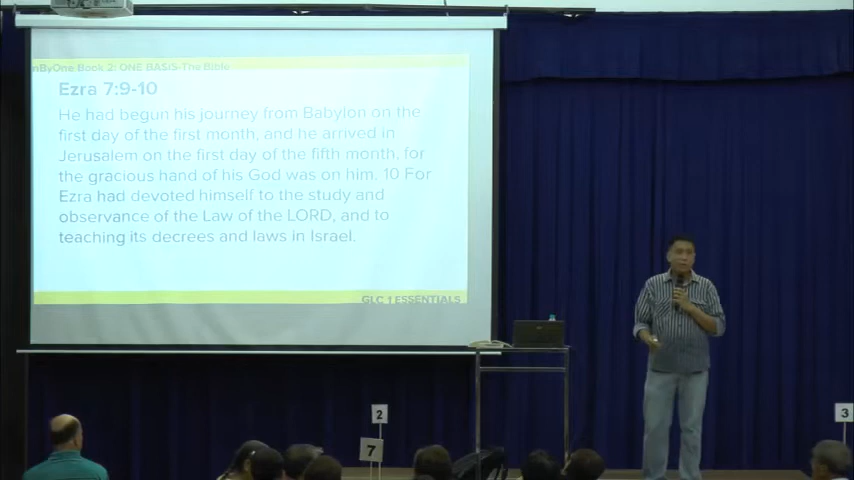 nByOne Book 2: ONE BASIS-The Bible
Ezra 7:9-10
He had begun his journey from Babylon on the
first day of the first month, and he arrived in
Jerusalem on the first day of the fifth month, for
the gracious hand of his God was on him. 10 For
Ezra had devoted himself to the study and
observance of the Law of the LORD, and to
teaching its decrees and laws in Israel.
GLC 1 ESSENTIALS
2
7
3